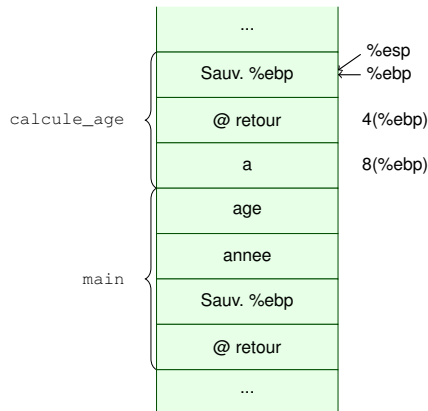 ...
%esp
Sauv. %ebp
%ebp
calcule_age
@ retour
4(%ebp)
a
8(%ebp)
age
annee
main
Sauv. %ebp
@ retour
...